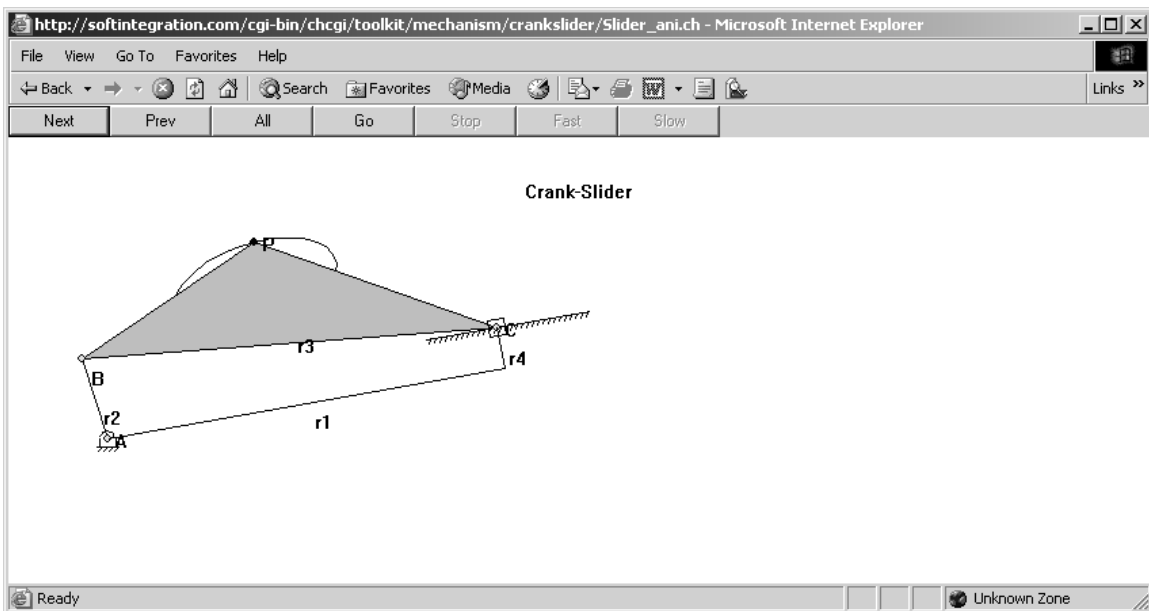 http://softintegration.com/cgi-bin/chcgi/toolkit/mechanism/crankslider/Slider_ani.ch - Microsoft Internet Explorer
File View Go To Favorites Help
Back Search Favorites Media Links »
Next Prev All Go Stop Fast Slow
Crank-Slider
P
C
r3
r4
B
r2
r1
A
Ready Unknown Zone